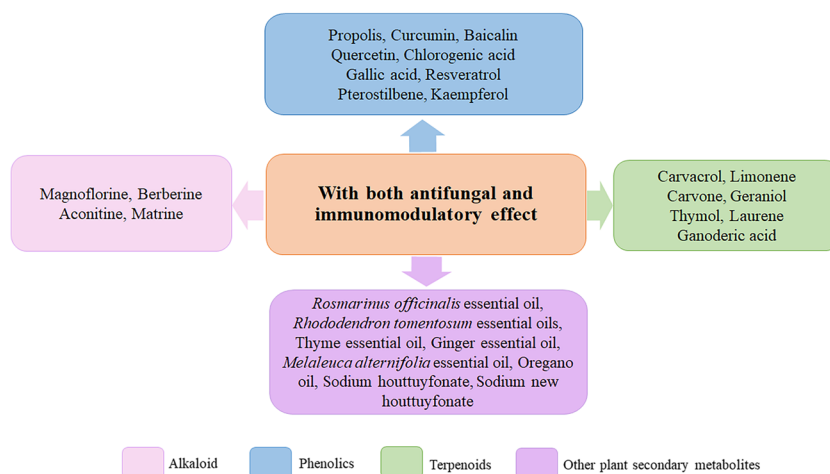 Propolis, Curcumin, Baicalin
Quercetin, Chlorogenic acid
Gallic acid, Resveratrol
Pterostilbene, Kaempferol
Magnoflorine, Berberine
Aconitine, Matrine
With both antifungal and
immunomodulatory effect
Carvacrol, Limonene
Carvone, Geraniol
Thymol, Laurene
Ganoderic acid
Rosmarinus officinalis essential oil,
Rhododendron tomentosum essential oils,
Thyme essential oil, Ginger essential oil,
Melaleuca alternifolia essential oil, Oregano
oil, Sodium houttuyfonate, Sodium new
houttuyfonate
Alkaloid
Phenolics
Terpenoids
Other plant secondary metabolites